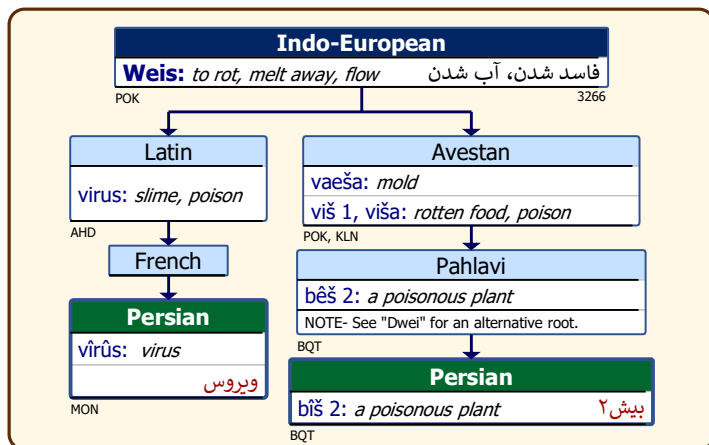 Indo-European
Weis: to rot, melt away, flow فاسد شدن، آب شدن
POK 3266
Latin
virus: slime, poison
AHD
French
Persian
vîrûs: virus
ویروس
MON
Avestan
vaeša: mold
viš 1, viša: rotten food, poison
POK, KLN
Pahlavi
bêš 2: a poisonous plant
NOTE- See "Dwei" for an alternative root.
BQT
Persian
bîš 2: a poisonous plant بیش۲
BQT